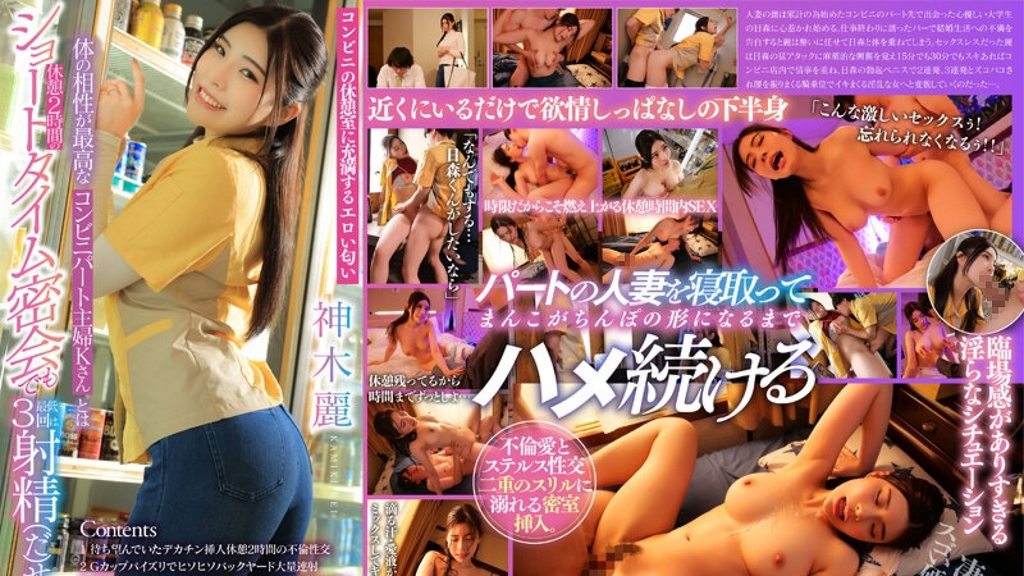 コンビニの休憩室に充満するエロい匂い
神木麗
KAMIKI REI
体の相性が最高な
コンビニパート主婦Kさんとは
休憩2時間の
ショートタイム密会でも
最低3回は
射精(だせ
Contents
1 待ち望んでいたデカチン挿入休憩2時間の不倫性交
2 Gカップパイズリでヒソヒソバックヤード大量連射
近くにいるだけで欲情しっぱなしの下半身
「こんな激しいセックスぅ!
忘れられなくなるぅ!!」
「なんでもする…
日森くんがしたいなら」
時限だからこそ燃え上がる休憩時間内SEX
パートの人妻を寝取って
まんこがちんぽの形になるまで
ハメ続ける
休憩残ってるから
時間までずっとしよ…
不倫愛と
ステルス性交
二重のスリルに
溺れる密室
挿入。
臨場感がありすぎる
淫らなシチュエーション